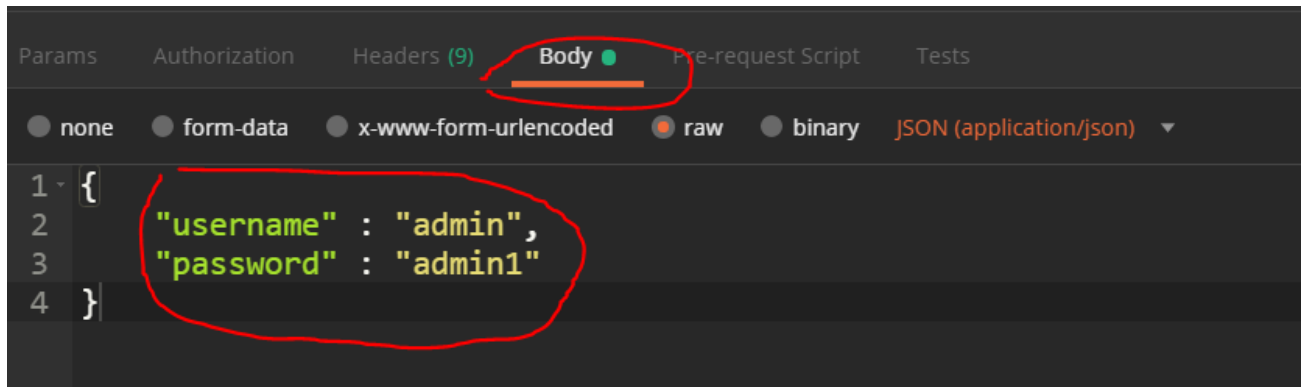 Params Authorization Headers (9) Body Pre-request Script Tests
none form-data x-www-form-urlencoded raw binary JSON (application/json)
1 {
2 "username" : "admin",
3 "password" : "admin1"
4 }